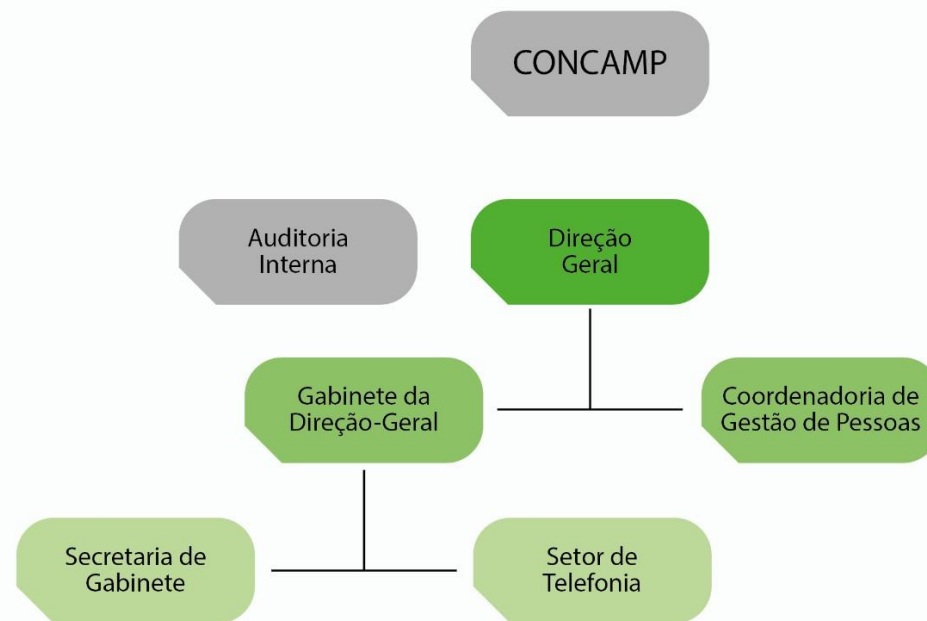 CONCAMP
Auditoria
Interna
Direção
Geral
Gabinete da
Direção-Geral
Coordenadoria de
Gestão de Pessoas
Secretaria de
Gabinete
Setor de
Telefonia